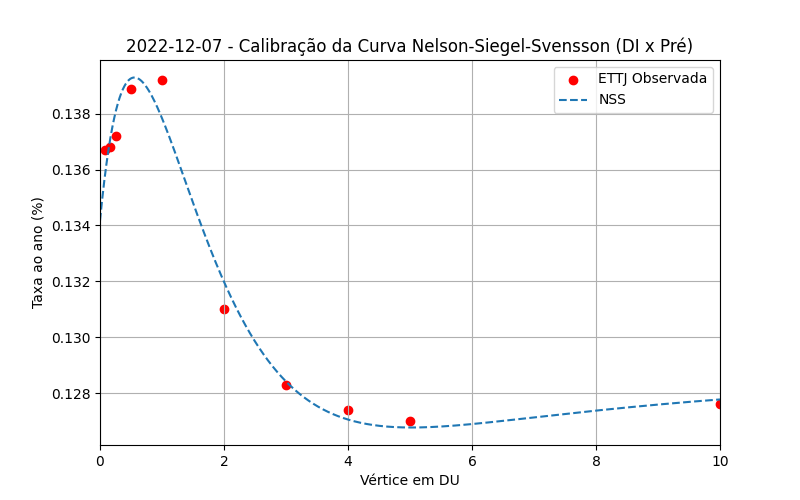 2022-12-07 - Calibração da Curva Nelson-Siegel-Svensson (DI x Pré)
ETTJ Observada
NSS
0.138
0.136
0.134
0.132
0.130
0.128
Taxa ao ano (%)
0 2 4 6 8 10
Vértice em DU